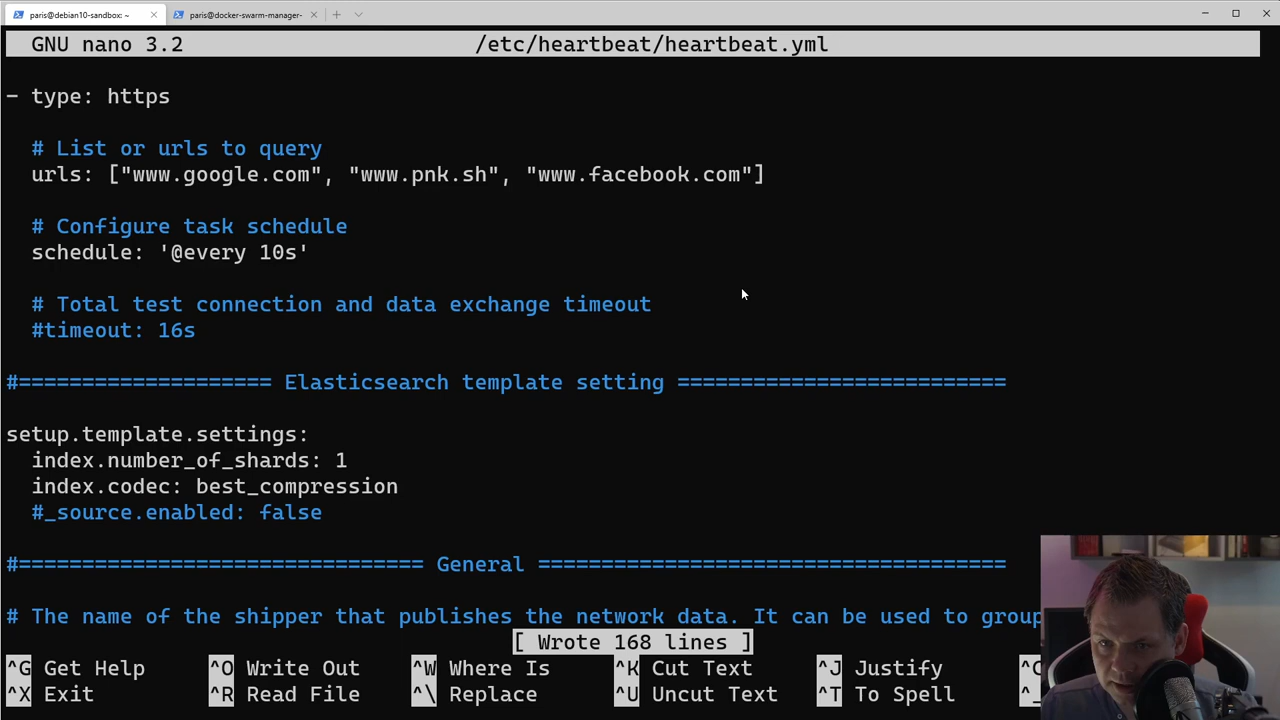 paris@debian10-sandbox: ~
paris@docker-swarm-manager-
GNU nano 3.2
/etc/heartbeat/heartbeat.yml
- type: https
# List or urls to query
urls: ["www.google.com", "www.pnk.sh", "www.facebook.com"]
# Configure task schedule
schedule: '@every 10s'
# Total test connection and data exchange timeout
#timeout: 16s
#==================== Elasticsearch template setting ==========================
setup.template.settings:
index.number_of_shards: 1
index.codec: best_compression
#_source.enabled: false
#================================ General =====================================
# The name of the shipper that publishes the network data. It can be used to group
[ Wrote 168 lines ]
^G Get Help ^O Write Out ^W Where Is ^K Cut Text ^J Justify ^C
^X Exit ^R Read File ^\ Replace ^U Uncut Text ^T To Spell ^_